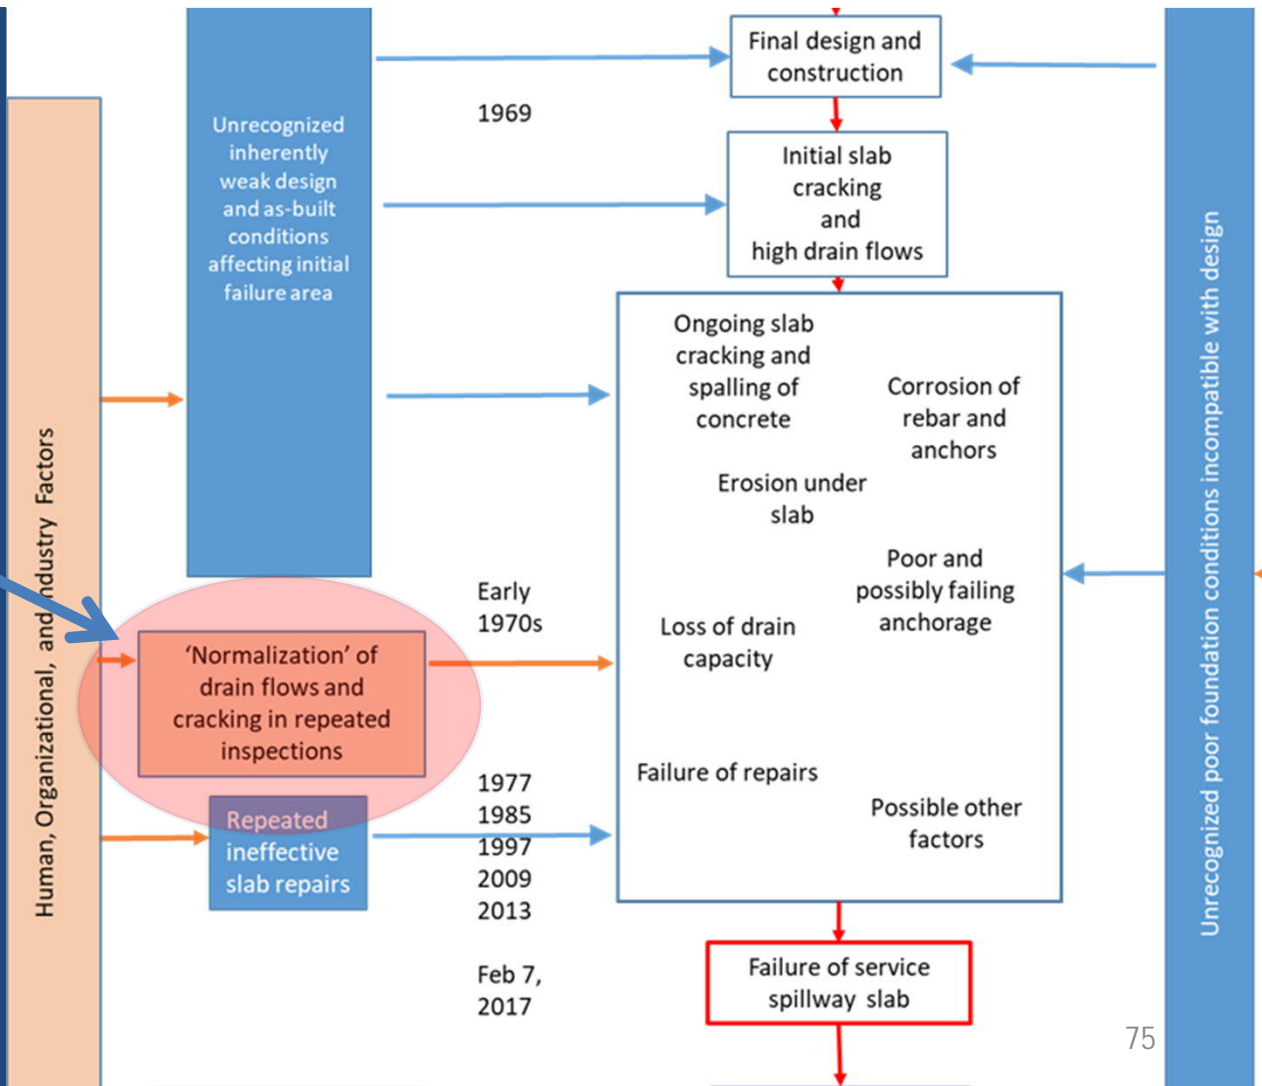 Final design and
construction
1969
Unrecognized
inherently
weak design
and as-built
conditions
affecting initial
failure area
Initial slab
cracking
and
high drain flows
Ongoing slab
cracking and
spalling of
concrete
Corrosion of
rebar and
anchors
Erosion under
slab
Poor and
possibly failing
anchorage
Loss of drain
capacity
Failure of repairs
Possible other
factors
Human, Organizational, and Industry Factors
Unrecognized poor foundation conditions incompatible with design
Early
1970s
‘Normalization’ of
drain flows and
cracking in repeated
inspections
Repeated
ineffective
slab repairs
1977
1985
1997
2009
2013
Feb 7,
2017
Failure of service
spillway slab
75